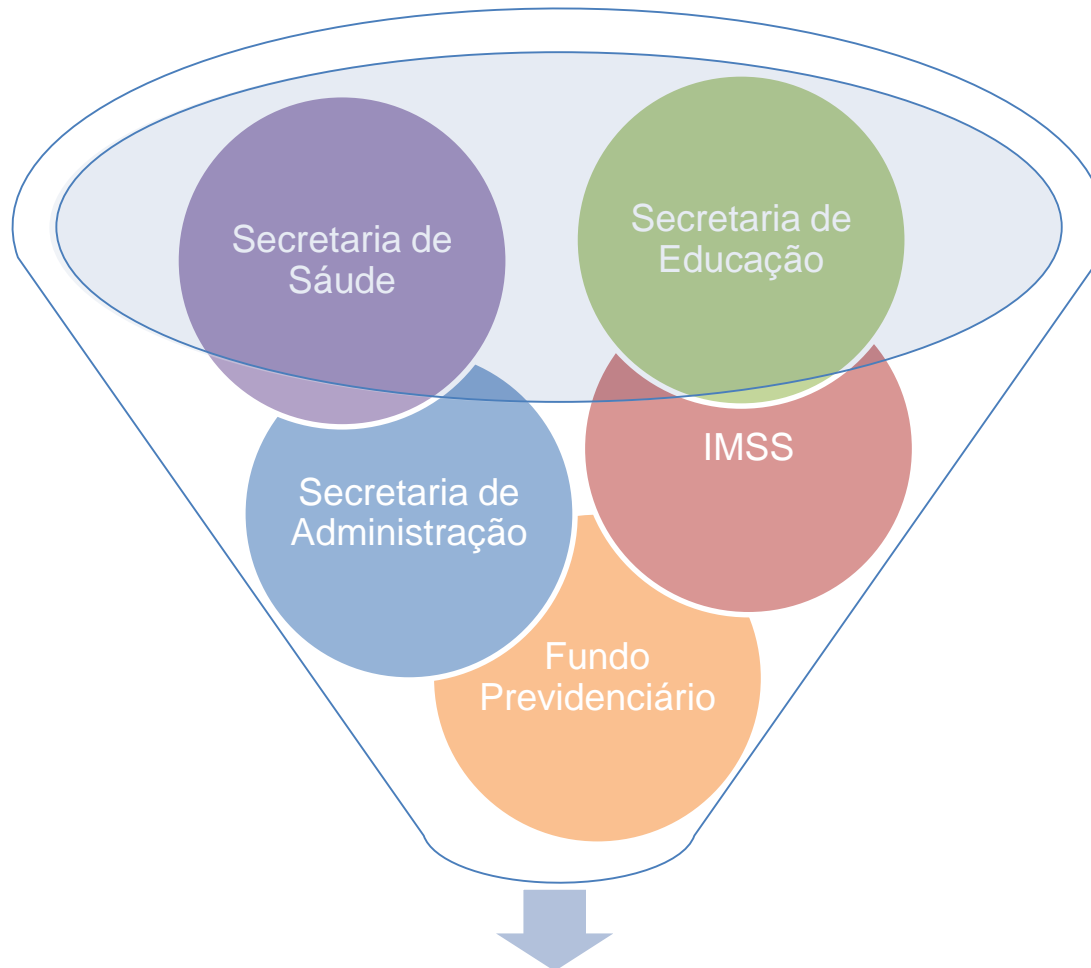 Secretaria de
Sáude
Secretaria de
Educação
IMSS
Secretaria de
Administração
Fundo
Previdenciário